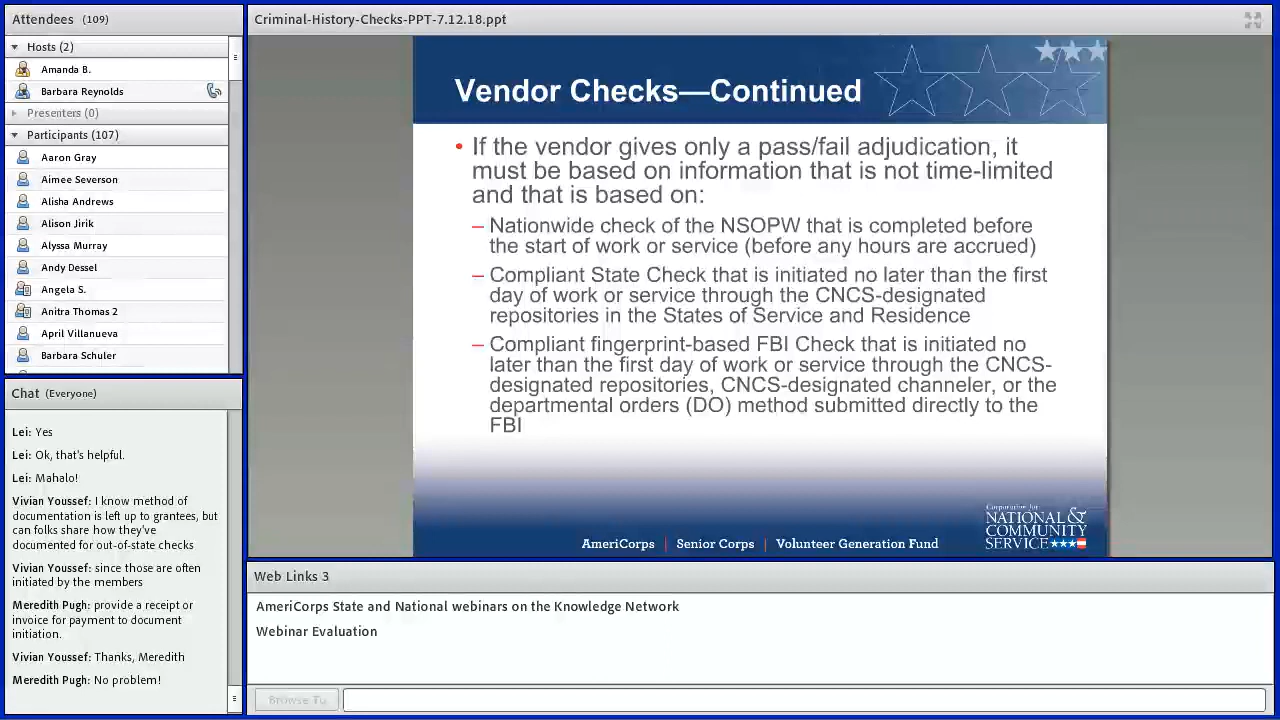 Attendees (109)
Hosts (2)
Amanda B.
Barbara Reynolds
Presenters (0)
Participants (107)
Aaron Gray
Aimee Severson
Alisha Andrews
Alison Jirik
Alyssa Murray
Andy Dessel
Angela S.
Anitra Thomas 2
April Villanueva
Barbara Schuler
Chat (Everyone)
Lei: Yes
Lei: Ok, that's helpful.
Lei: Mahalo!
Vivian Youssef: I know method of
documentation is left up to grantees, but
can folks share how they've
documented for out-of-state checks
Vivian Youssef: since those are often
initiated by the members
Meredith Pugh: provide a receipt or
invoice for payment to document
initiation.
Vivian Youssef: Thanks, Meredith
Meredith Pugh: No problem!
Criminal-History-Checks-PPT-7.12.18.ppt
Vendor Checks—Continued
• If the vendor gives only a pass/fail adjudication, it
must be based on information that is not time-limited
and that is based on:
– Nationwide check of the NSOPW that is completed before
the start of work or service (before any hours are accrued)
– Compliant State Check that is initiated no later than the first
day of work or service through the CNCS-designated
repositories in the States of Service and Residence
– Compliant fingerprint-based FBI Check that is initiated no
later than the first day of work or service through the CNCS-
designated repositories, CNCS-designated channeler, or the
departmental orders (DO) method submitted directly to the
FBI
Corporation for
NATIONAL &
COMMUNITY
SERVICE
AmeriCorps | Senior Corps | Volunteer Generation Fund
Web Links 3
AmeriCorps State and National webinars on the Knowledge Network
Webinar Evaluation
Browse To